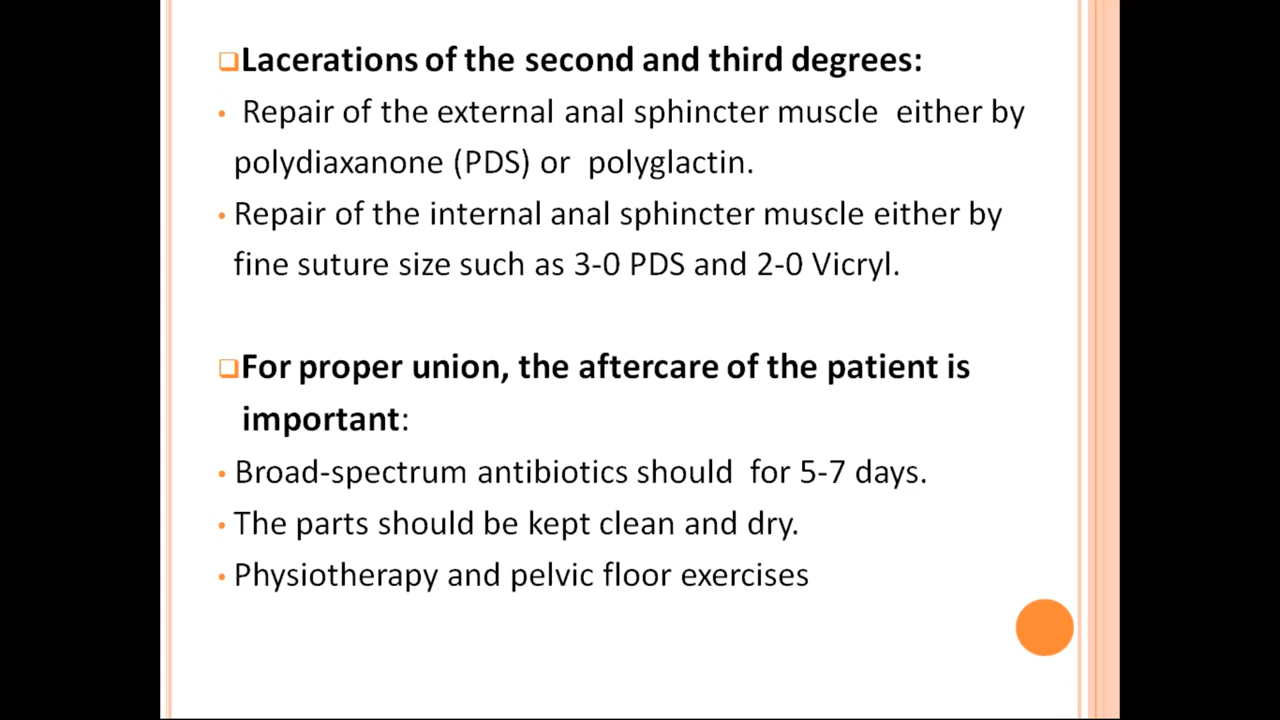 Lacerations of the second and third degrees:
Repair of the external anal sphincter muscle either by
polydiaxanone (PDS) or polyglactin.
Repair of the internal anal sphincter muscle either by
fine suture size such as 3-0 PDS and 2-0 Vicryl.
For proper union, the aftercare of the patient is
important:
Broad-spectrum antibiotics should for 5-7 days.
The parts should be kept clean and dry.
Physiotherapy and pelvic floor exercises